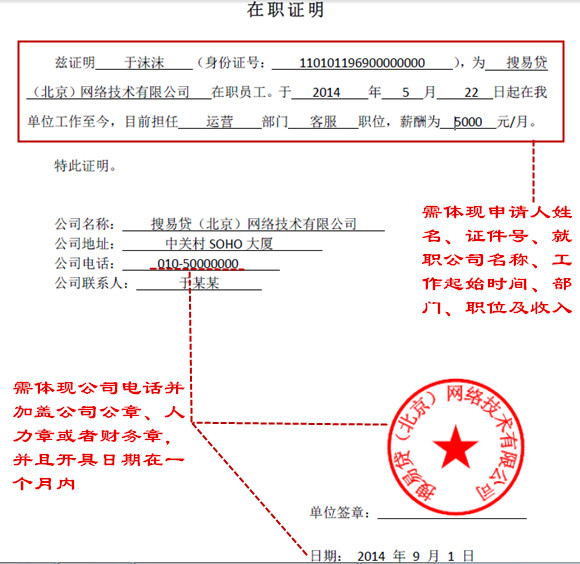 在职证明
兹证明 于沫沫 （身份证号： 110101196900000000 ），为 搜易贷
（北京）网络技术有限公司 在职员工。于 2014 年 5 月 22 日起在我
单位工作至今，目前担任 运营 部门 客服 职位，薪酬为 5000 元/月。
特此证明。
公司名称： 搜易贷（北京）网络技术有限公司
公司地址： 中关村 SOHO 大厦
公司电话： 010-50000000
公司联系人： 于某某
需体现申请人姓
名、证件号、就
职公司名称、工
作起始时间、部
门、职位及收入
需体现公司电话并
加盖公司公章、人
力章或者财务章，
并且开具日期在一
个月内
搜易贷（北京）网络技术有限公司
单位签章：
日期： 2014 年 9 月 1 日